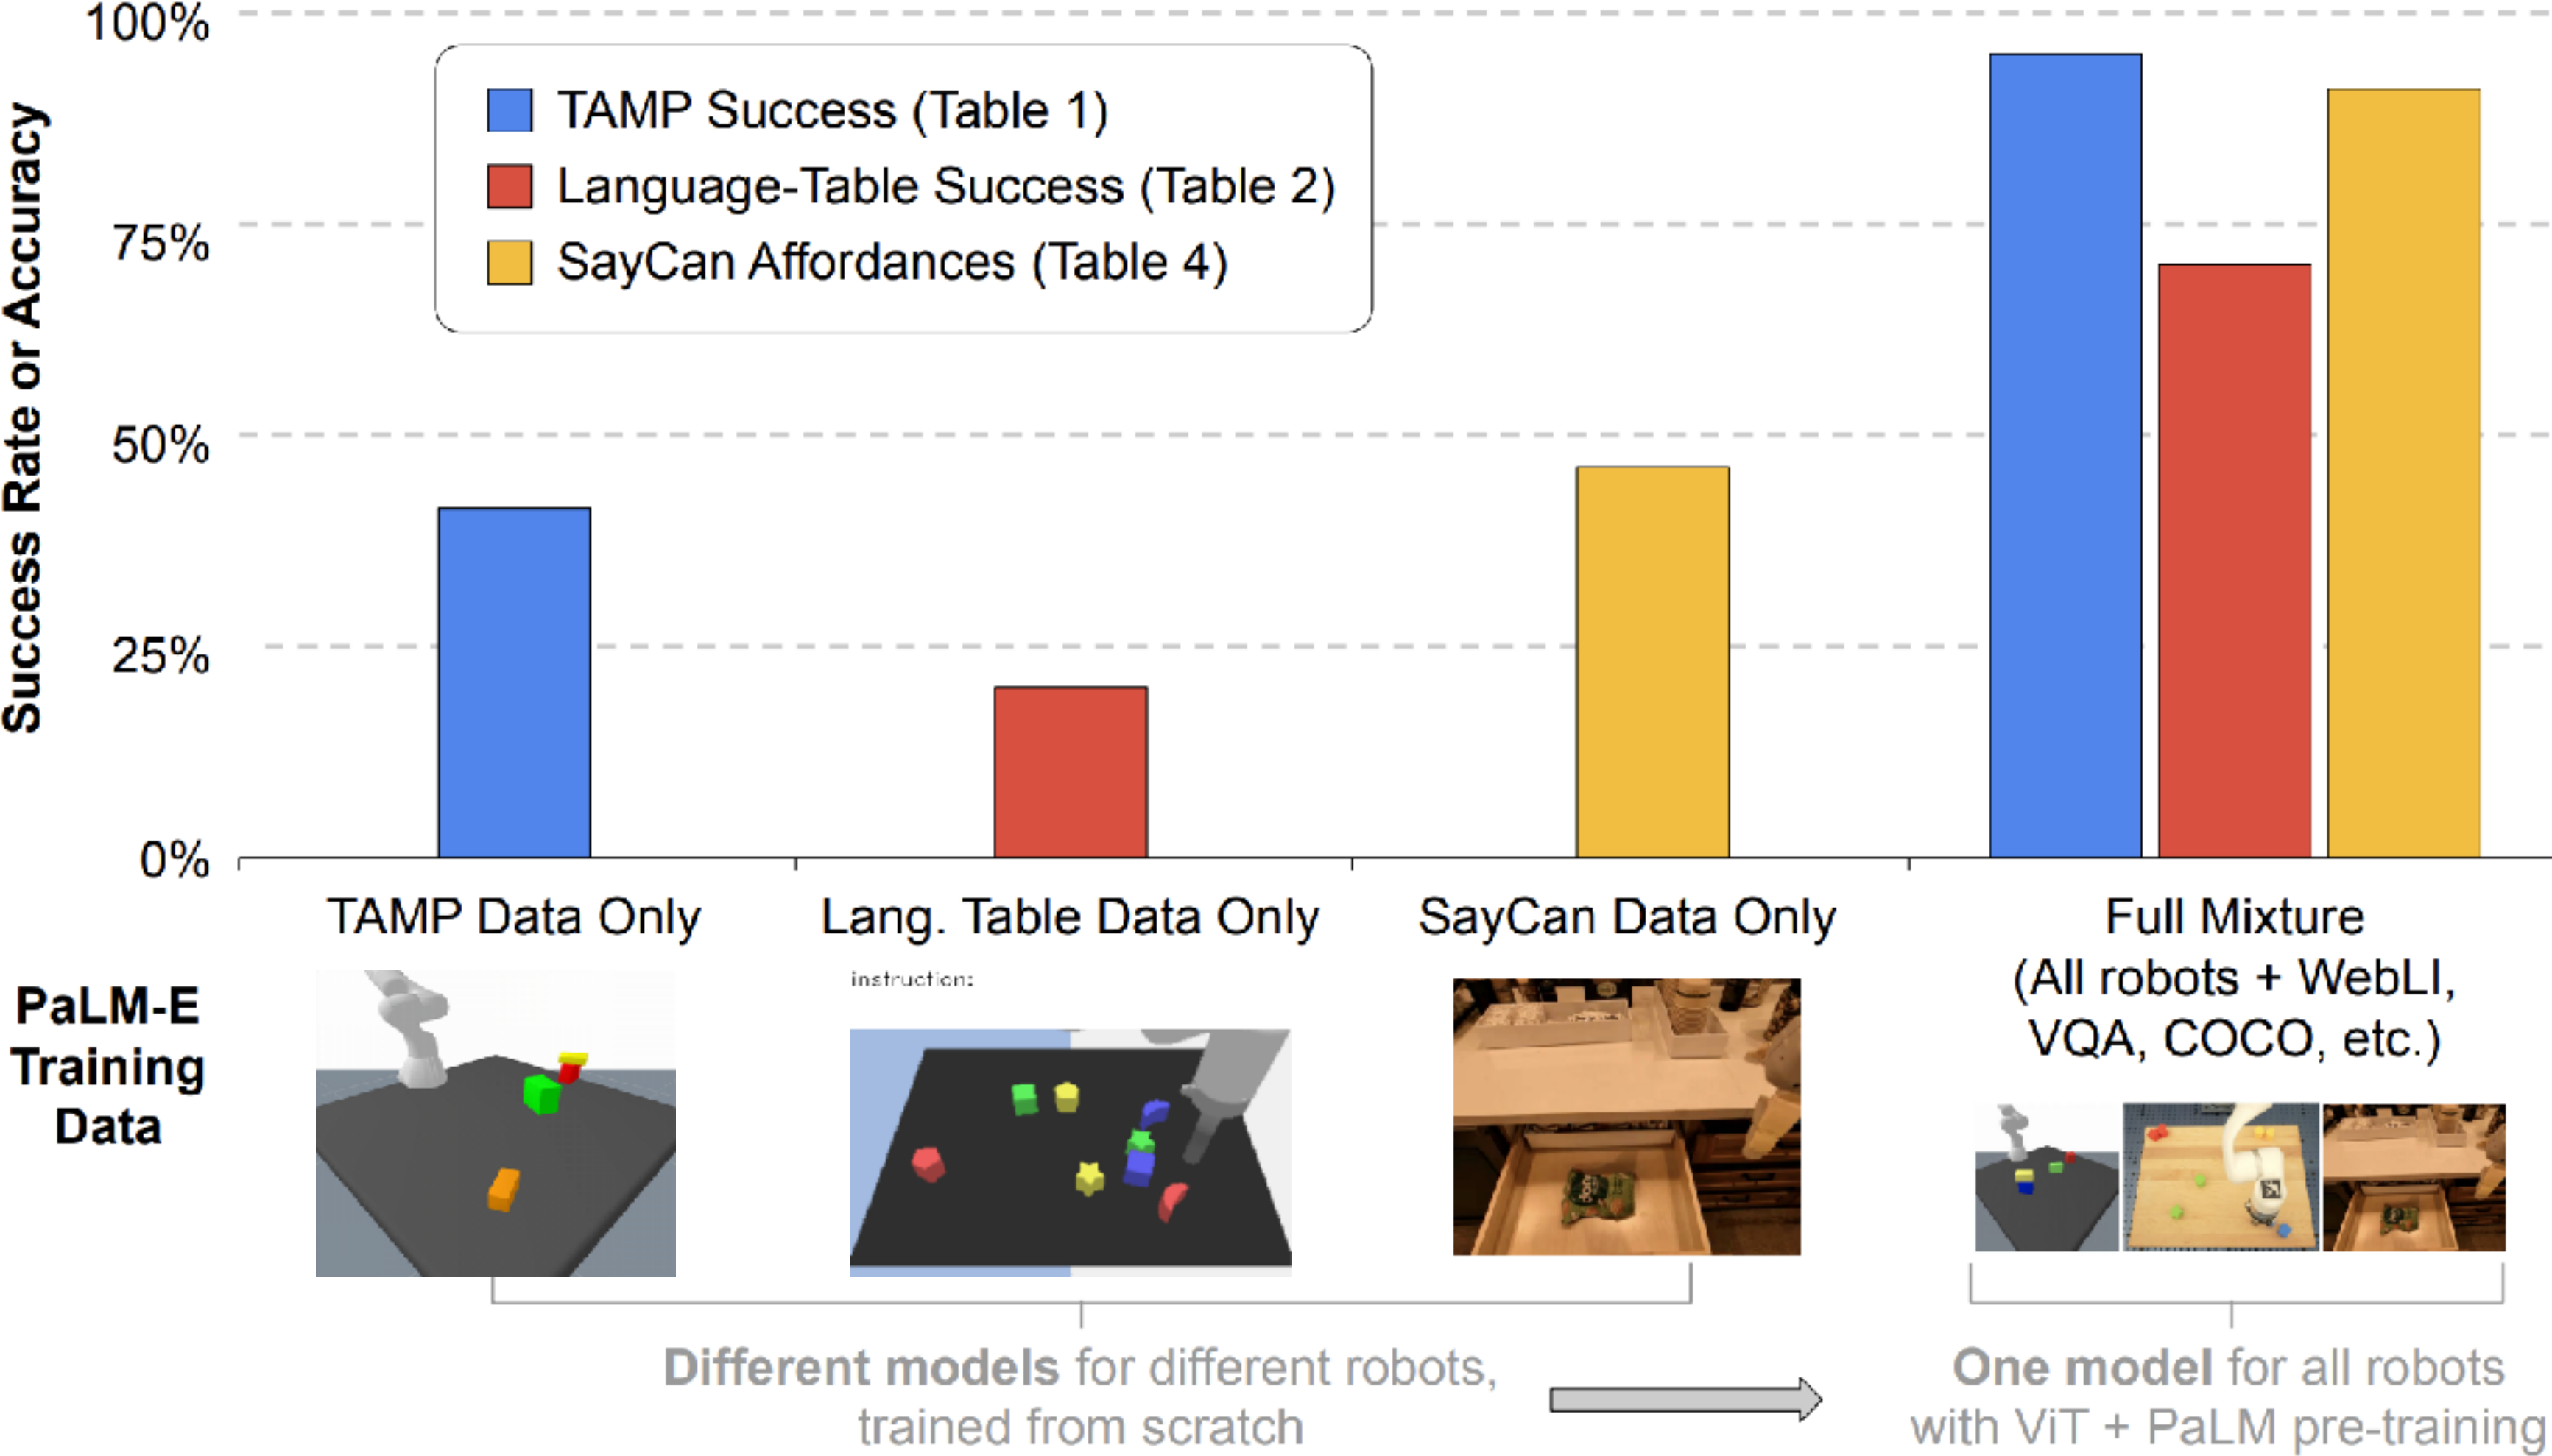 100%
75%
50%
25%
0%
Success Rate or Accuracy
TAMP Success (Table 1)
Language-Table Success (Table 2)
SayCan Affordances (Table 4)
TAMP Data Only
Lang. Table Data Only
SayCan Data Only
Full Mixture
(All robots + WebLI,
VQA, COCO, etc.)
PaLM-E
Training
Data
instruction:
Different models for different robots,
trained from scratch
One model for all robots
with ViT + PaLM pre-training